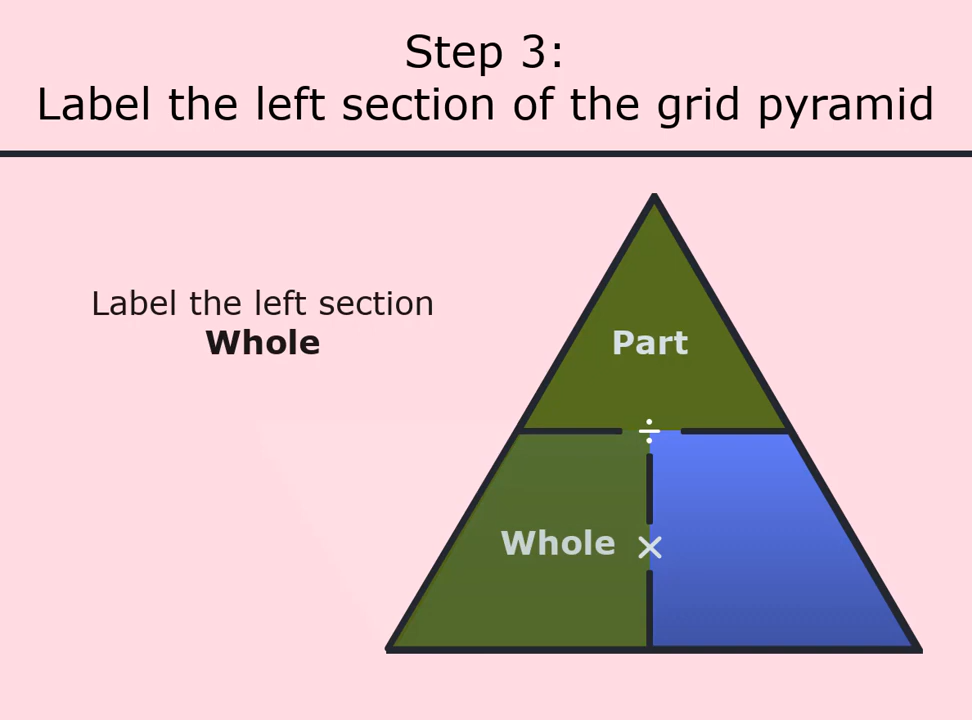 Step 3:
Label the left section of the grid pyramid
Label the left section
Whole
Part
÷
Whole ×